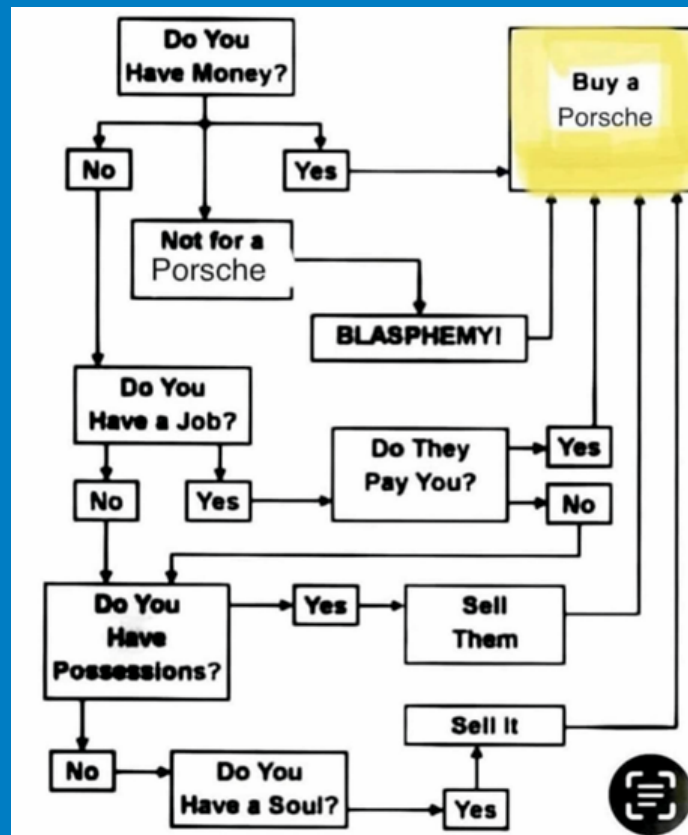 Do You
Have Money?
Buy a
Porsche
No
Yes
Not for a
Porsche
BLASPHEMY!
Do You
Have a Job?
Do They
Pay You?
Yes
No
Yes
No
Do You
Have
Possessions?
Yes
Sell
Them
Sell It
No
Do You
Have a Soul?
Yes